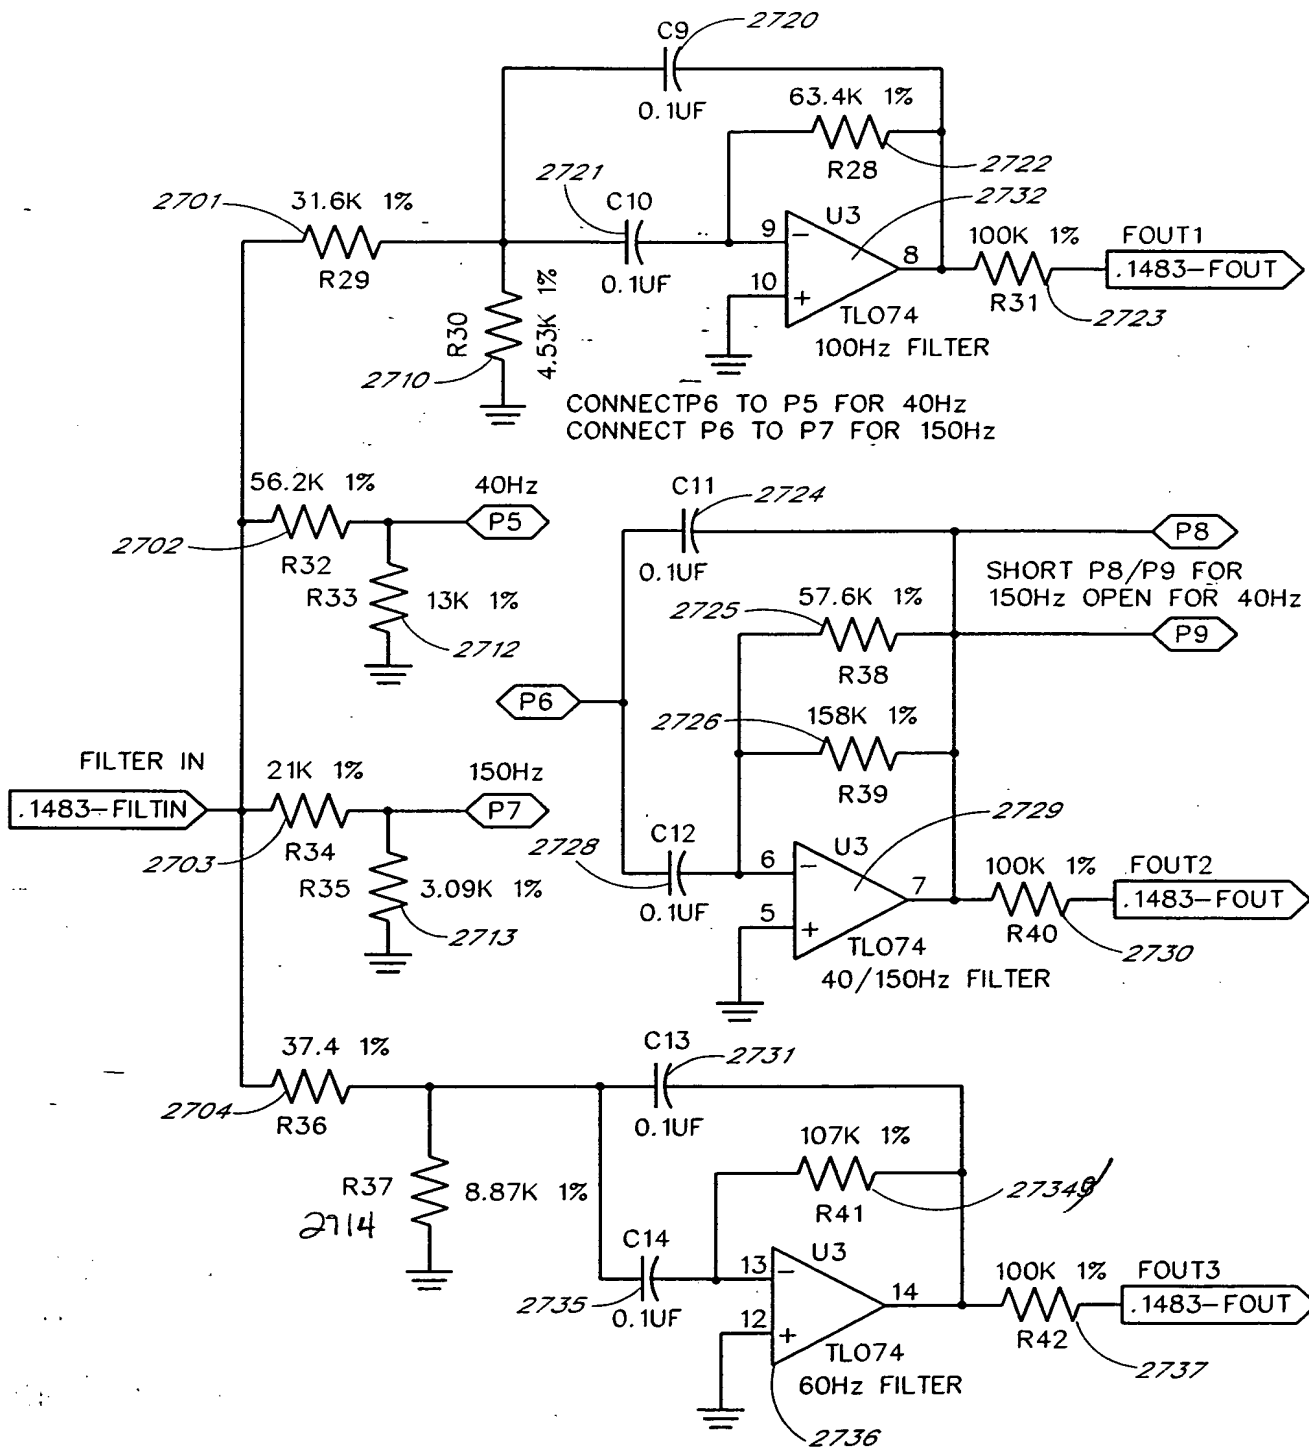 C9 2720
0.1UF
63.4K 1%
R28 2722
2701 31.6K 1%
R29
2721 C10
0.1UF
9 U3 2732
−
10 8
+
TLO74
100Hz FILTER
100K 1%
R31 2723
FOUT1
.1483−FOUT
R30 4.53K 1%
2710
CONNECTP6 TO P5 FOR 40Hz
CONNECT P6 TO P7 FOR 150Hz
56.2K 1%
2702 R32
40Hz
P5
R33 13K 1%
2712
C11 2724
0.1UF
P8
SHORT P8/P9 FOR
150Hz OPEN FOR 40Hz
P9
2725 57.6K 1%
R38
P6
2726 158K 1%
R39
FILTER IN
.1483−FILTIN
21K 1%
2703 R34
150Hz
P7
R35 3.09K 1%
2713
2728 C12
0.1UF
6 U3 2729
−
5 7
+
TLO74
40/150Hz FILTER
100K 1%
R40 2730
FOUT2
.1483−FOUT
37.4 1%
2704 R36
R37 8.87K 1%
2714
C13 2731
0.1UF
107K 1%
R41
C14
2735 0.1UF
13 U3
−
12 14
+
TLO74
60Hz FILTER
2736
100K 1%
R42 2737
FOUT3
.1483−FOUT